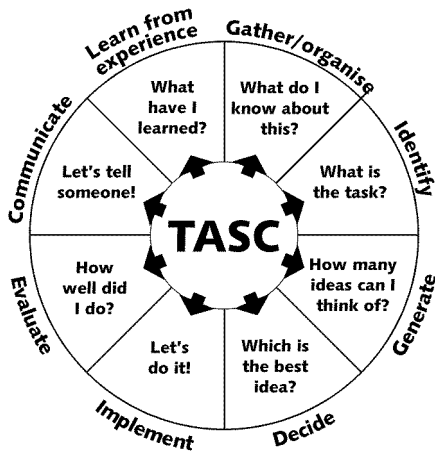 Gather/organise
What do I
know about
this?
Identify
What is
the task?
Generate
How many
ideas can I
think of?
Decide
Which is
the best
idea?
Implement
Let's
do it!
Evaluate
How
well did
I do?
Communicate
Let's tell
someone!
Learn from
experience
What
have I
learned?
TASC